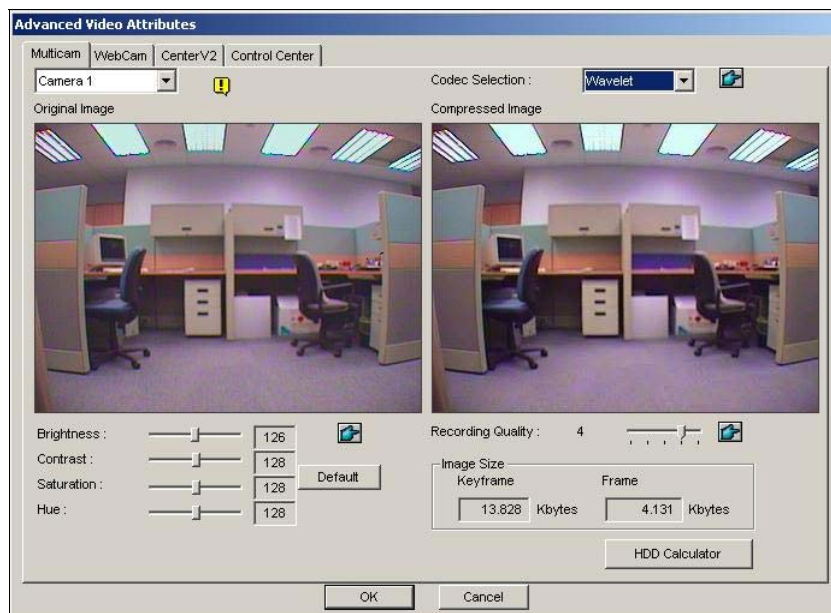 Advanced Video Attributes
Multicam WebCam CenterV2 Control Center
Camera 1 Codec Selection : Wavelet
Original Image Compressed Image
Brightness : 126 Recording Quality : 4
Contrast : 128
Saturation : 128 Default
Hue : 128
Image Size
Keyframe Frame
13.828 Kbytes 4.131 Kbytes
HDD Calculator
OK Cancel